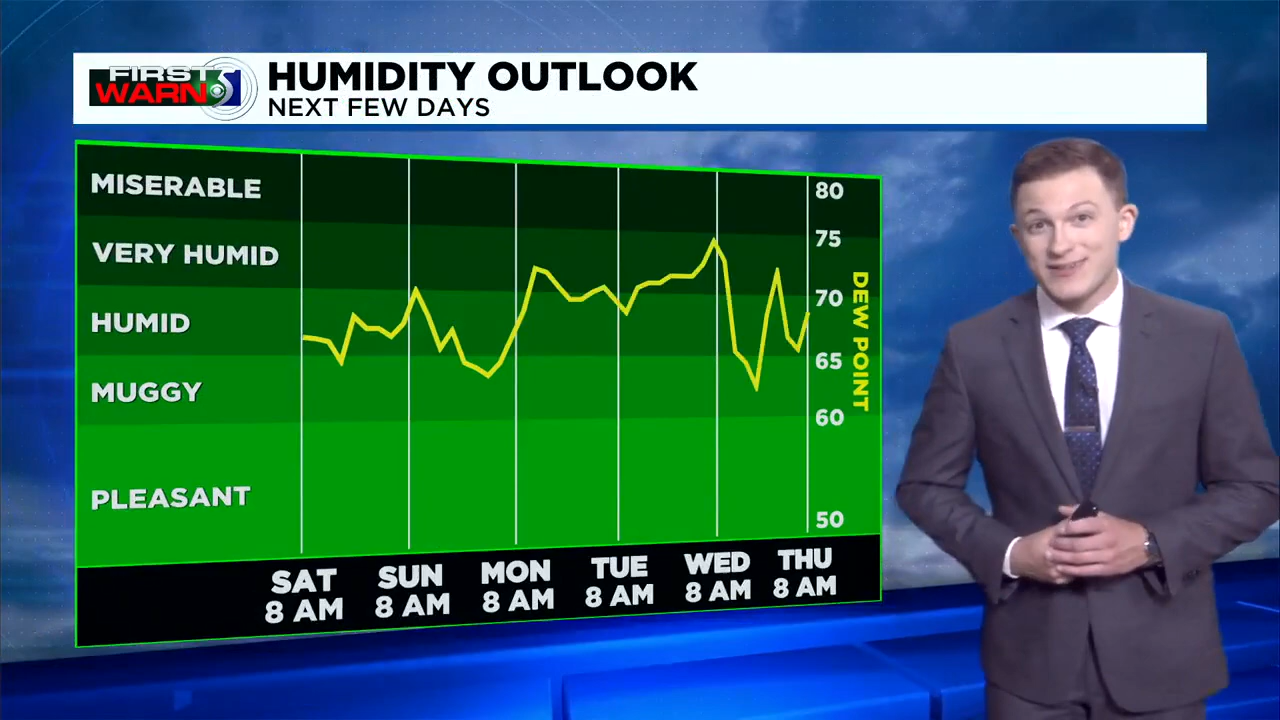 FIRST
WARN 5
HUMIDITY OUTLOOK
NEXT FEW DAYS
MISERABLE
VERY HUMID
HUMID
MUGGY
PLEASANT
80
75
70
65
60
50
DEW POINT
SAT SUN MON TUE WED THU
8 AM 8 AM 8 AM 8 AM 8 AM 8 AM